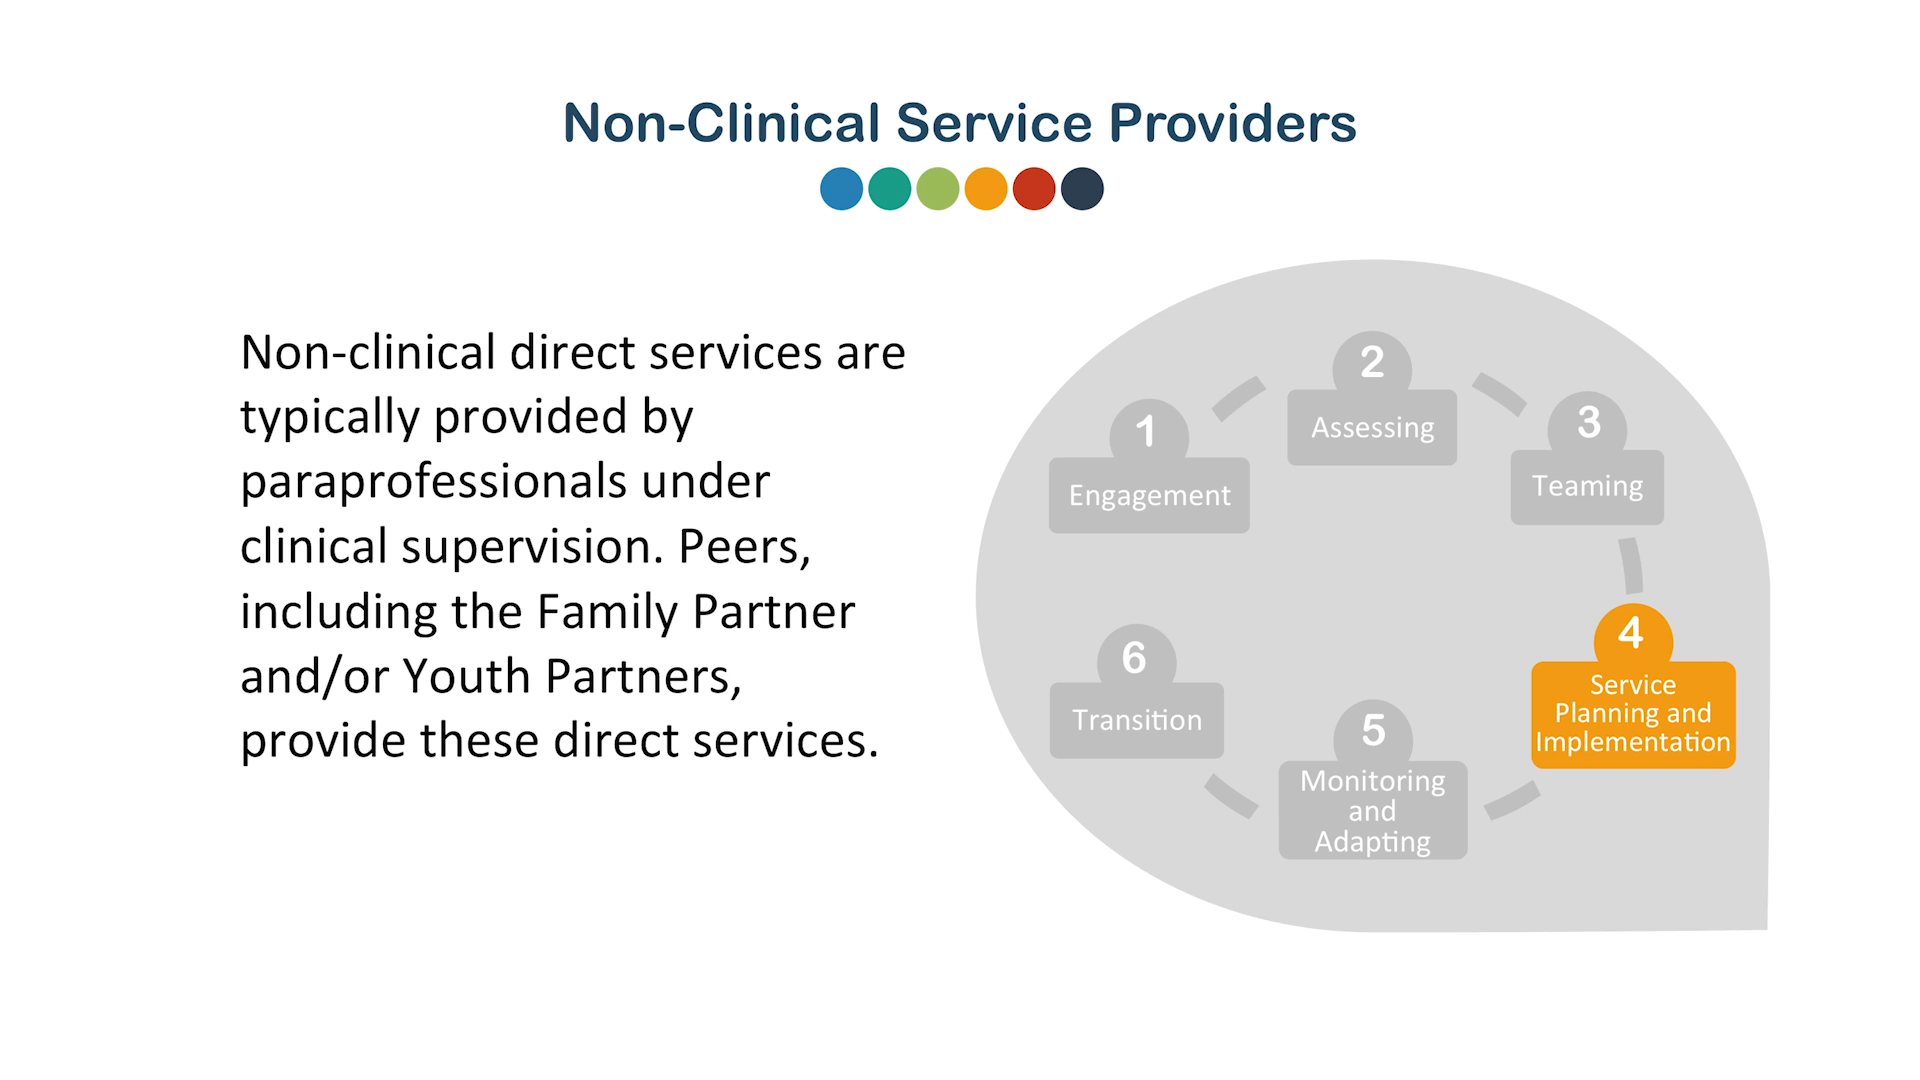 Non-Clinical Service Providers
Non-clinical direct services are
typically provided by
paraprofessionals under
clinical supervision. Peers,
including the Family Partner
and/or Youth Partners,
provide these direct services.
1
Engagement
2
Assessing
3
Teaming
4
Service
Planning and
Implementation
5
Monitoring
and
Adapting
6
Transition